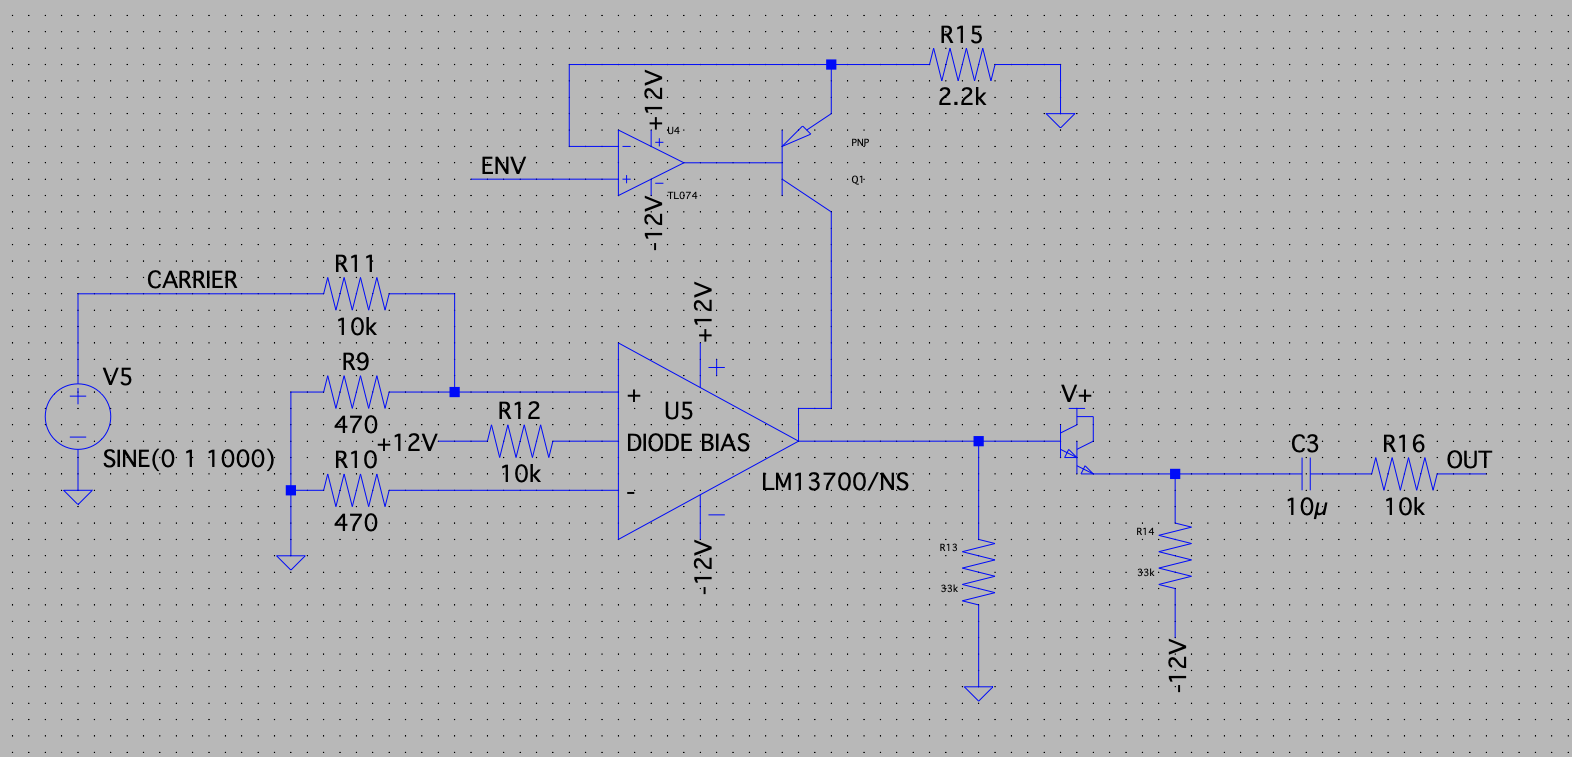 R15
2.2k
+12V
U4
+
-
+
-
TL074
-12V
ENV
PNP
Q1
R11
CARRIER
10k
+12V
+
R9
V5
+
-
470
+
R12
U5
+12V
DIODE BIAS
10k
-
LM13700/NS
-
-12V
R10
470
SINE(0 1 1000)
V+
C3
10µ
R16
10k
OUT
R13
33k
R14
33k
-12V